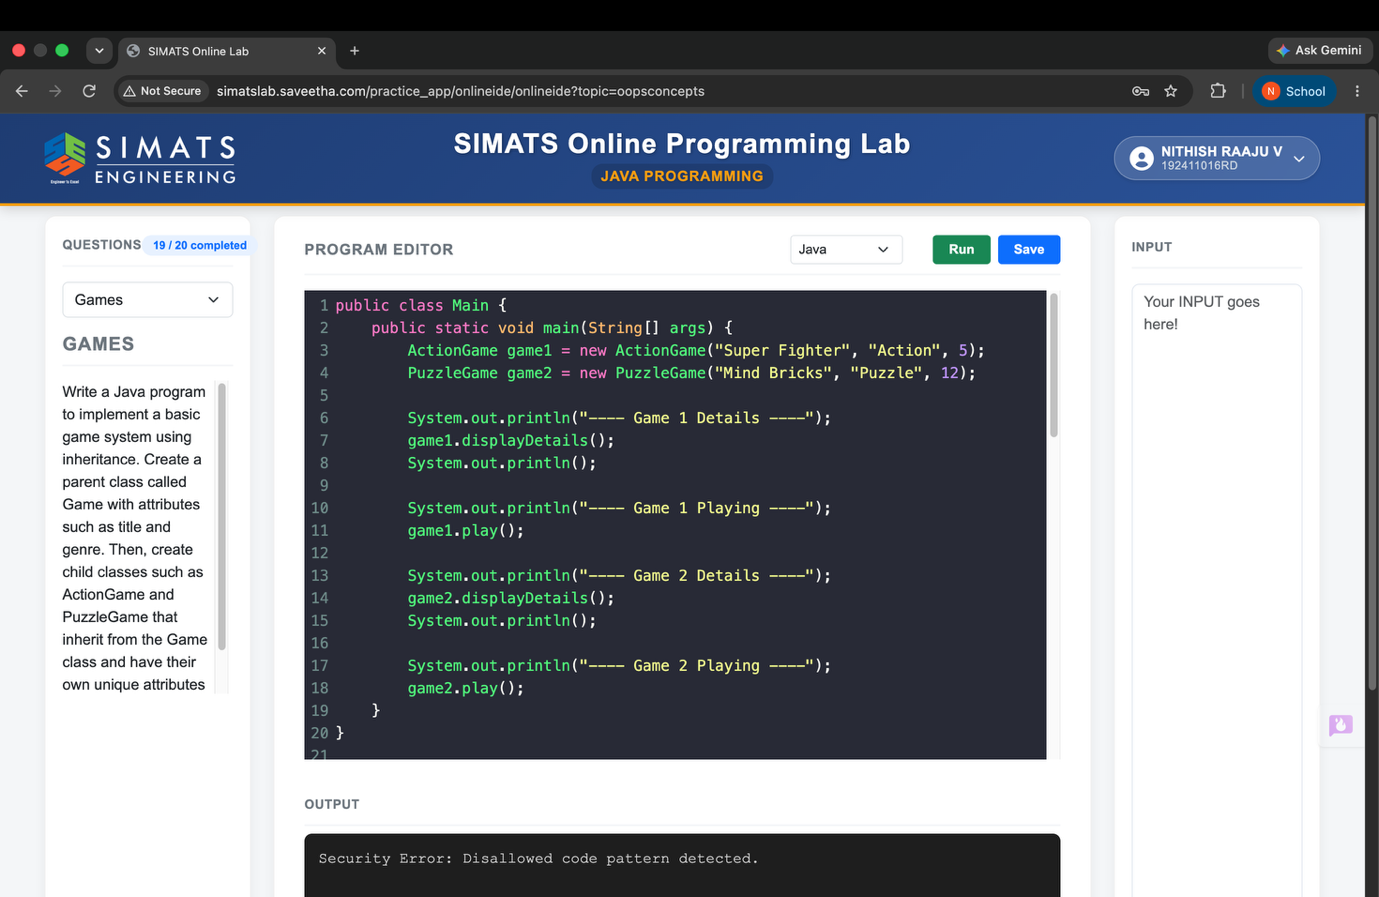 SIMATS Online Lab
Ask Gemini
Not Secure
simatslab.saveetha.com/practice_app/onlineide/onlineide?topic=oopsconcepts
N School
SIMATS
ENGINEERING
Engineer to Excel
SIMATS Online Programming Lab
JAVA PROGRAMMING
NITHISH RAAJU V
192411016RD
QUESTIONS 19 / 20 completed
Games
GAMES
Write a Java program
to implement a basic
game system using
inheritance. Create a
parent class called
Game with attributes
such as title and
genre. Then, create
child classes such as
ActionGame and
PuzzleGame that
inherit from the Game
class and have their
own unique attributes
PROGRAM EDITOR
Java
Run
Save
1 public class Main {
2     public static void main(String[] args) {
3         ActionGame game1 = new ActionGame("Super Fighter", "Action", 5);
4         PuzzleGame game2 = new PuzzleGame("Mind Bricks", "Puzzle", 12);
5
6         System.out.println("---- Game 1 Details ----");
7         game1.displayDetails();
8         System.out.println();
9
10         System.out.println("---- Game 1 Playing ----");
11         game1.play();
12
13         System.out.println("---- Game 2 Details ----");
14         game2.displayDetails();
15         System.out.println();
16
17         System.out.println("---- Game 2 Playing ----");
18         game2.play();
19     }
20 }
21
OUTPUT
Security Error: Disallowed code pattern detected.
INPUT
Your INPUT goes
here!